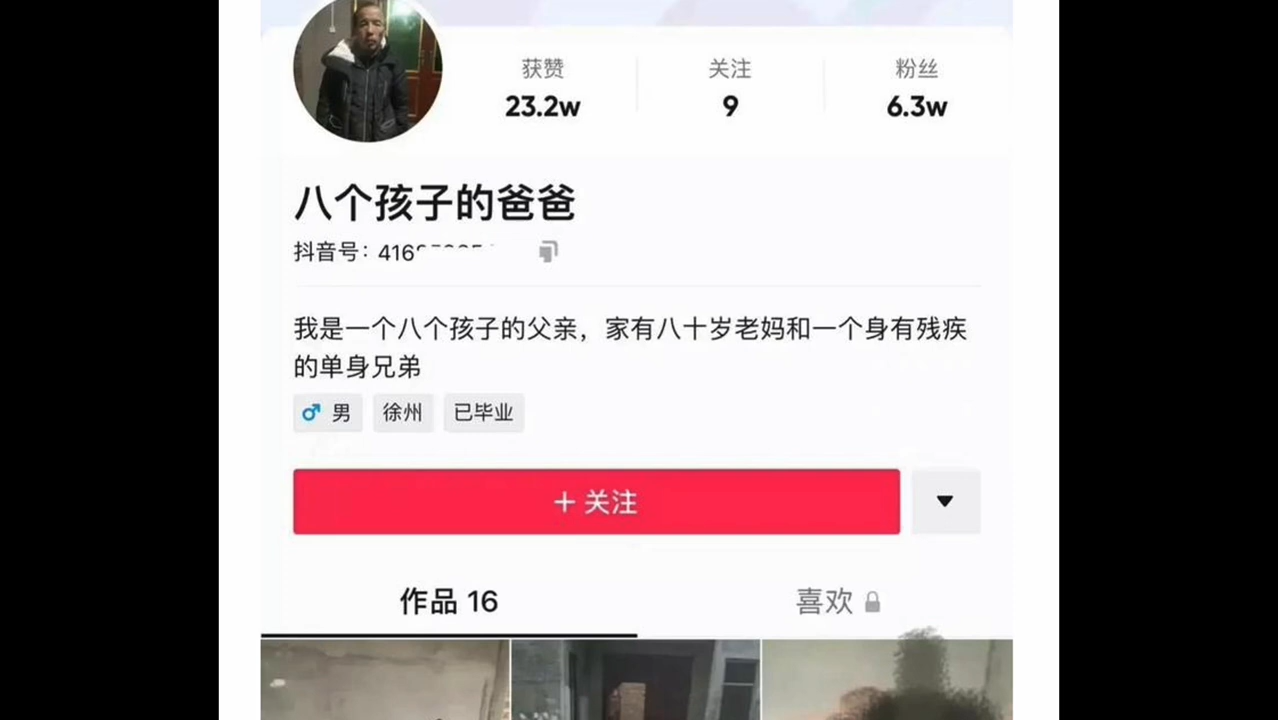 获赞 关注 粉丝
23.2w 9 6.3w
八个孩子的爸爸
抖音号：416
我是一个八个孩子的父亲，家有八十岁老妈和一个身有残疾
的单身兄弟
♂ 男 徐州 已毕业
＋关注
作品 16 喜欢